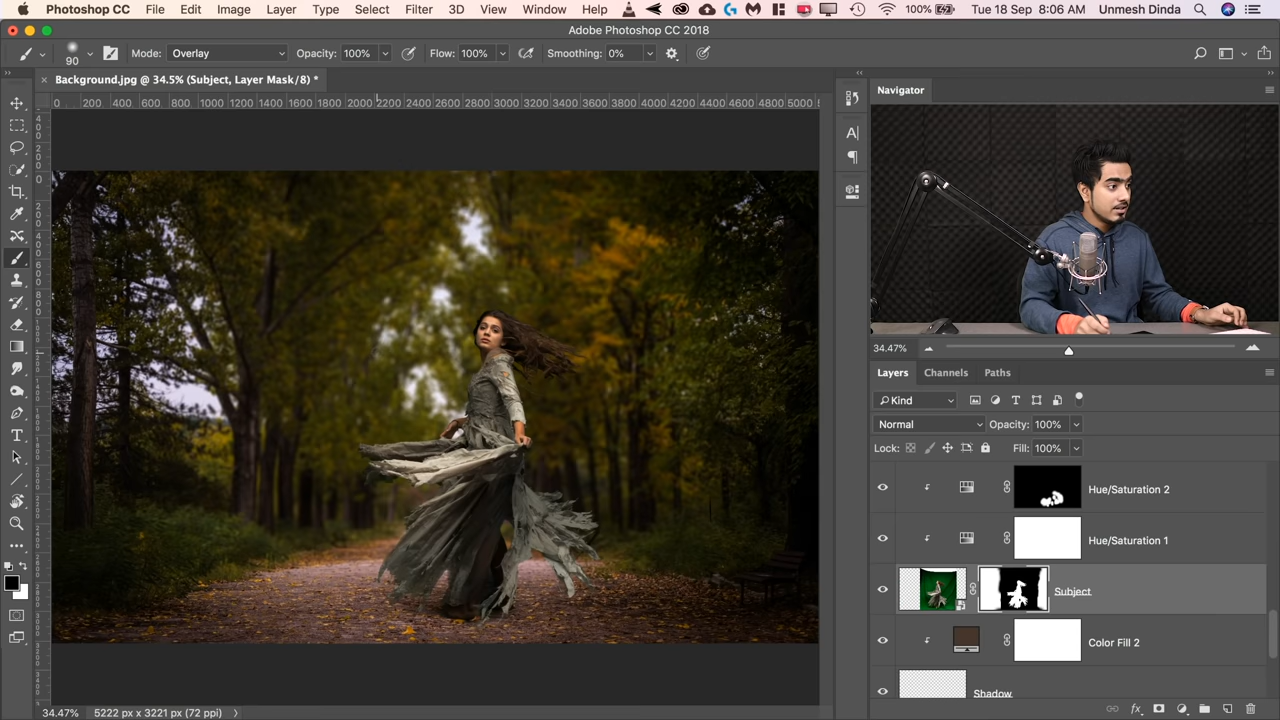 Photoshop CC File Edit Image Layer Type Select Filter 3D View Window Help 100% Tue 18 Sep 8:06 AM Unmesh Dinda
Adobe Photoshop CC 2018
90 Mode: Overlay Opacity: 100% Flow: 100% Smoothing: 0%
Background.jpg @ 34.5% (Subject, Layer Mask/8) *
Navigator
0 200 400 600 800 1000 1200 1400 1600 1800 2000 2200 2400 2600 2800 3000 3200 3400 3600 3800 4000 4200 4400 4600 4800 5000
34.47%
Layers Channels Paths
Kind
Normal Opacity: 100%
Lock: Fill: 100%
Hue/Saturation 2
Hue/Saturation 1
Subject
Color Fill 2
Shadow
34.47% 5222 px x 3221 px (72 ppi)